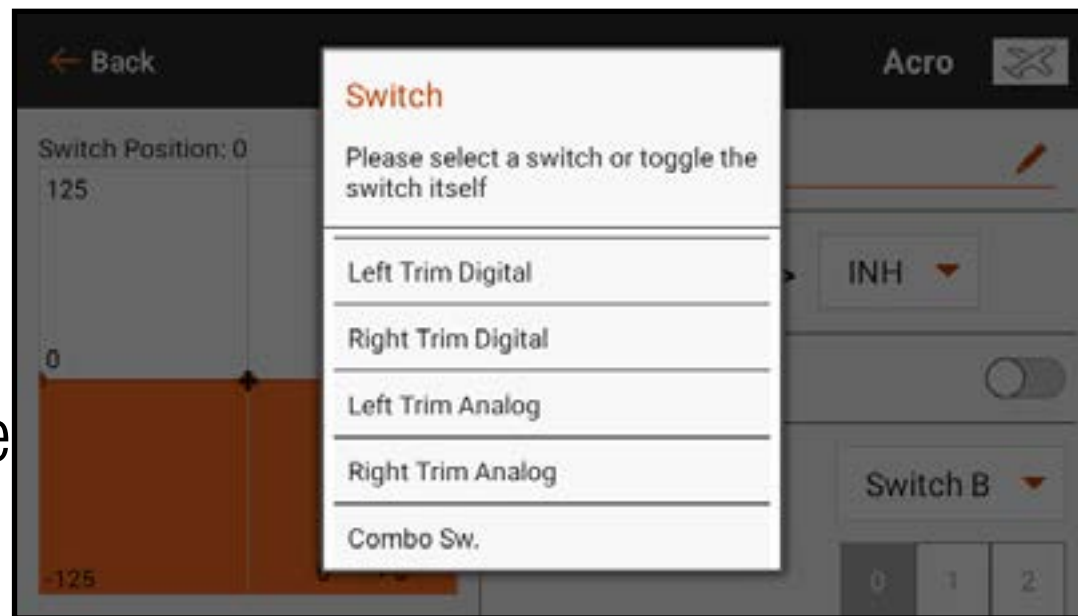 ← Back
Acro
Switch
Please select a switch or toggle the
switch itself
Left Trim Digital
Right Trim Digital
Left Trim Analog
Right Trim Analog
Combo Sw.
Switch Position: 0
125
0
-125
INH
Switch B
0 1 2
e